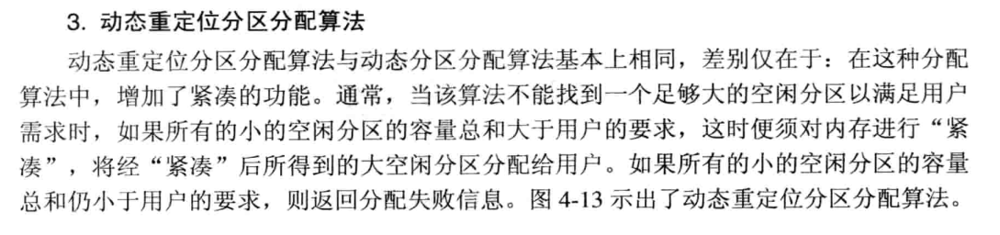 3. 动态重定位分区分配算法
动态重定位分区分配算法与动态分区分配算法基本上相同，差别仅在于：在这种分配
算法中，增加了紧凑的功能。通常，当该算法不能找到一个足够大的空闲分区以满足用户
需求时，如果所有的小的空闲分区的容量总和大于用户的要求，这时便须对内存进行“紧
凑”，将经“紧凑”后所得到的大空闲分区分配给用户。如果所有的小的空闲分区的容量
总和仍小于用户的要求，则返回分配失败信息。图 4-13 示出了动态重定位分区分配算法。